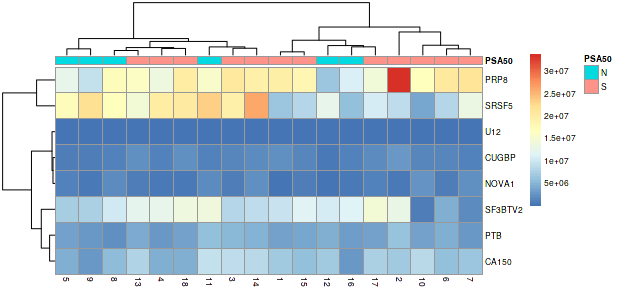 PSA50
PSA50
PRP8
SRSF5
U12
CUGBP
NOVA1
SF3BTV2
PTB
CA150
5 9 8 13 4 18 11 3 14 1 15 12 16 17 2 10 6 7
3e+07
2.5e+07
2e+07
1.5e+07
1e+07
5e+06
N
S